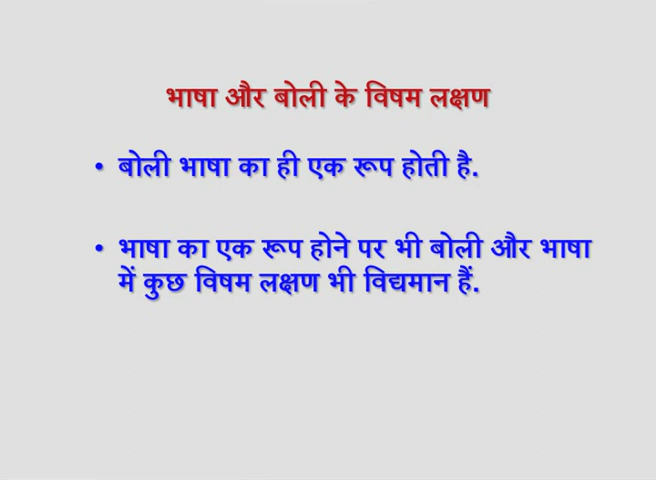 भाषा और बोली के विषम लक्षण
• बोली भाषा का ही एक रूप होती है.
• भाषा का एक रूप होने पर भी बोली और भाषा
में कुछ विषम लक्षण भी विद्यमान हैं.